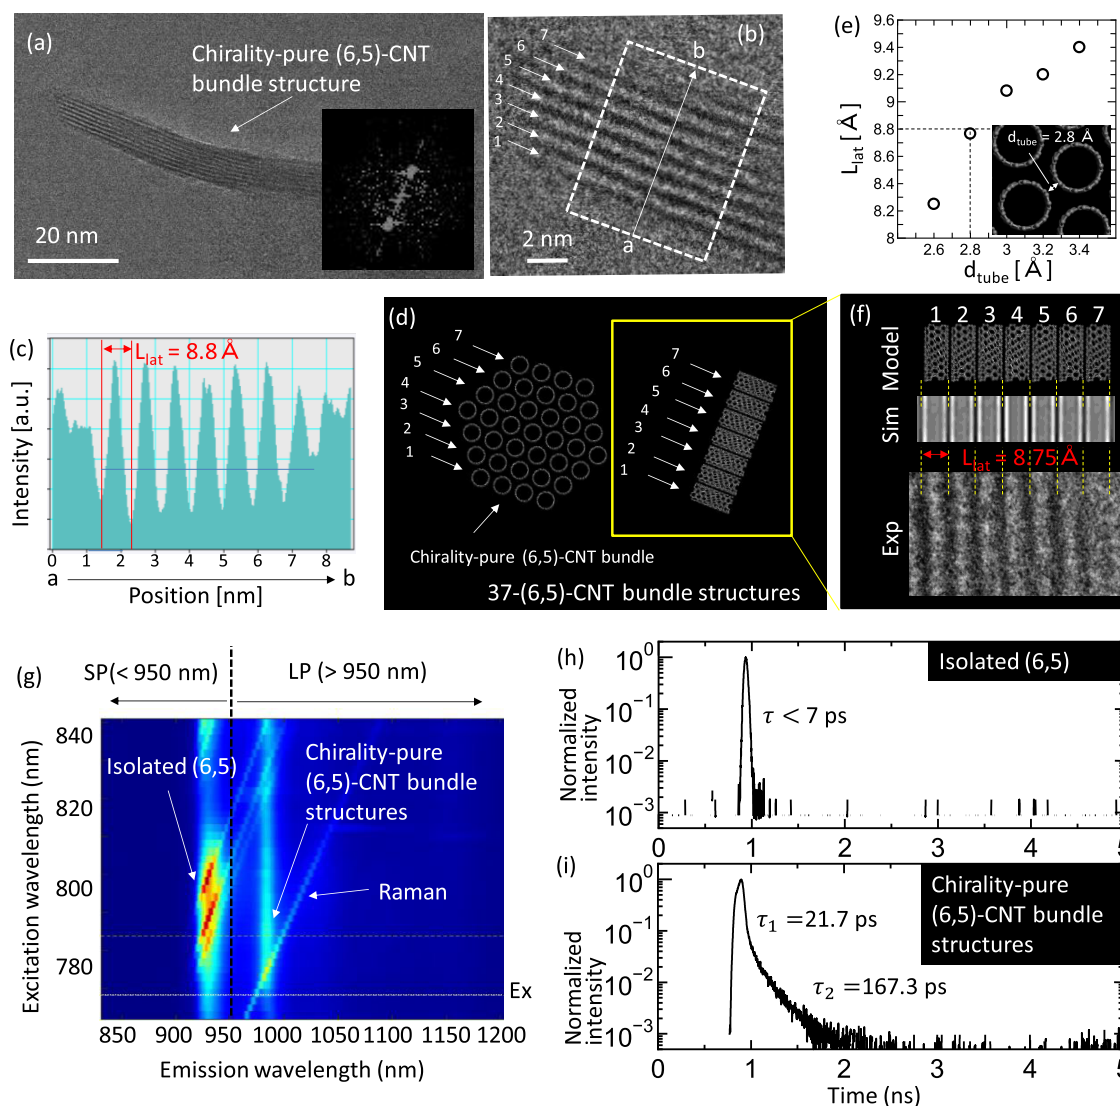 (a)
Chirality-pure (6,5)-CNT
bundle structure
20 nm
(b)
7
6
5
4
3
2
1
b
a
2 nm
(e)
9.6
9.4
9.2
9
8.8
8.6
8.4
8.2
8
L_lat [Å]
d_tube = 2.8 Å
2.6 2.8 3 3.2 3.4
d_tube [Å]
(c)
L_lat = 8.8 Å
Intensity [a.u.]
0 1 2 3 4 5 6 7 8
a b
Position [nm]
(d)
7
6
5
4
3
2
1
7
6
5
4
3
2
1
Chirality-pure (6,5)-CNT bundle
37-(6,5)-CNT bundle structures
(f)
1 2 3 4 5 6 7
Model
Sim
L_lat = 8.75 Å
Exp
(g)
SP(< 950 nm) LP (> 950 nm)
840
820
800
780
Excitation wavelength (nm)
Isolated (6,5)
Chirality-pure
(6,5)-CNT bundle
structures
Raman
Ex
850 900 950 1000 1050 1100 1150 1200
Emission wavelength (nm)
(h)
Isolated (6,5)
Normalized
intensity
10⁰
10⁻¹
10⁻²
10⁻³
τ < 7 ps
0 1 2 3 4 5
(i)
Chirality-pure
(6,5)-CNT bundle
structures
Normalized
intensity
10⁰
10⁻¹
10⁻²
10⁻³
τ₁ =21.7 ps
τ₂ =167.3 ps
0 1 2 3 4 5
Time (ns)